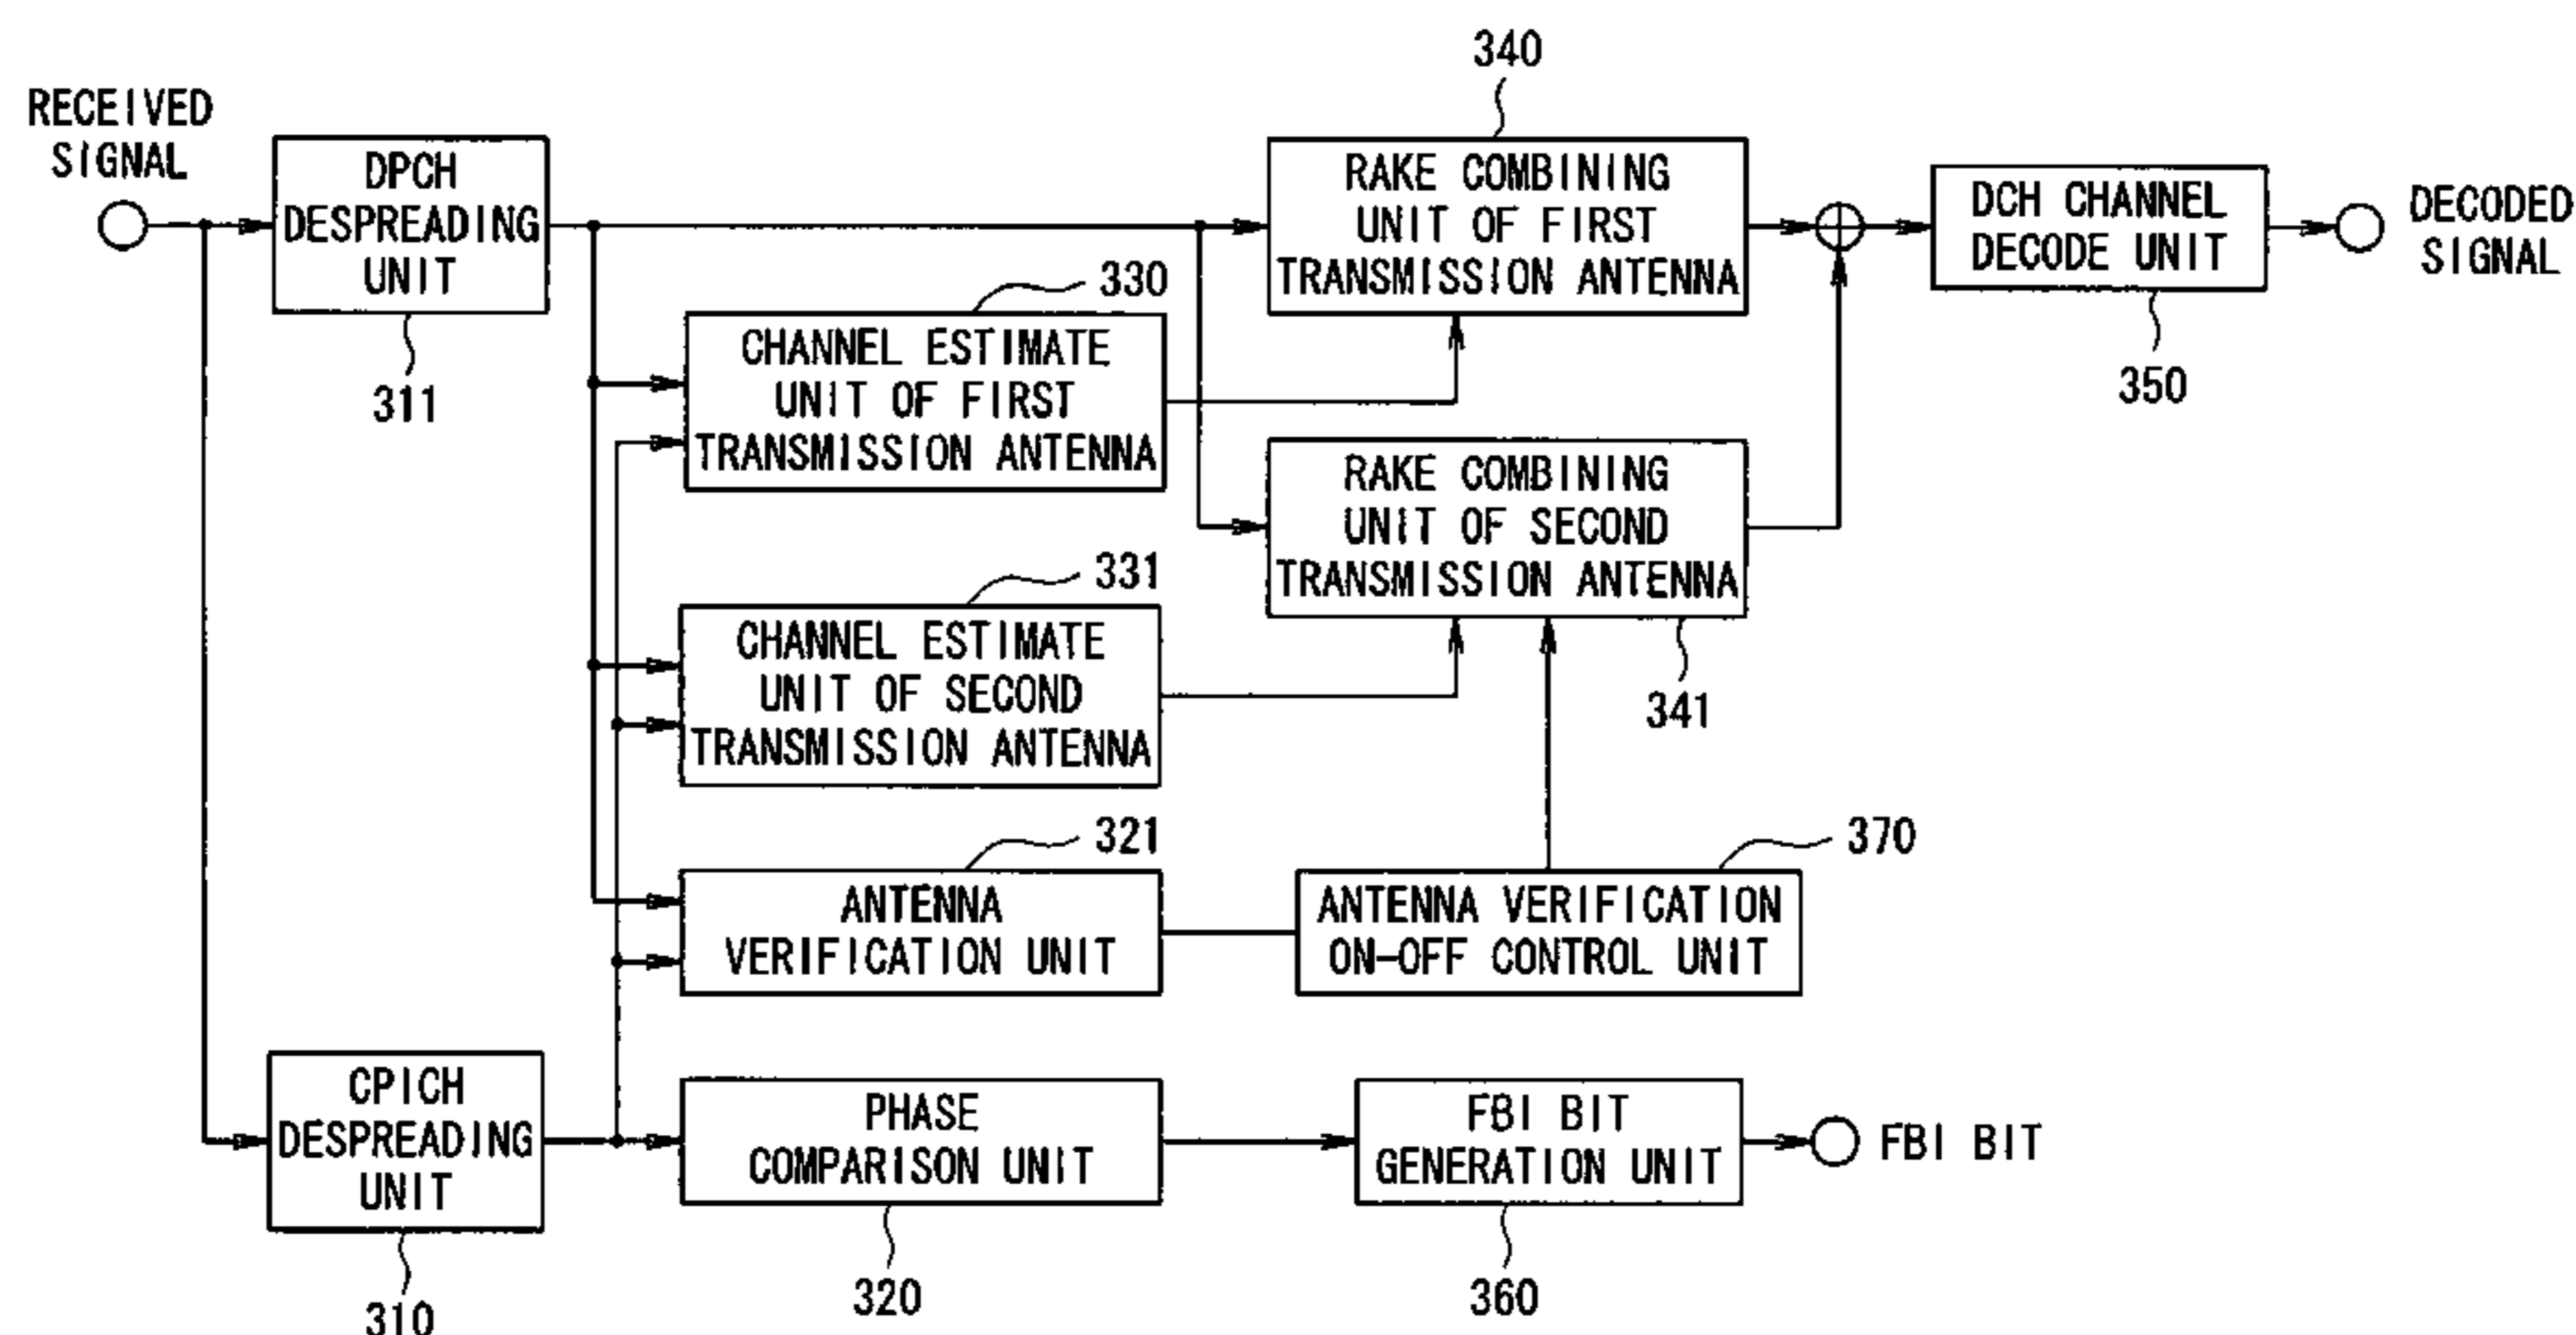 340
RECEIVED
SIGNAL
DPCH
DESPREADING
UNIT
311
RAKE COMBINING
UNIT OF FIRST
TRANSMISSION ANTENNA
DCH CHANNEL
DECODE UNIT
350
DECODED
SIGNAL
330
CHANNEL ESTIMATE
UNIT OF FIRST
TRANSMISSION ANTENNA
RAKE COMBINING
UNIT OF SECOND
TRANSMISSION ANTENNA
341
331
CHANNEL ESTIMATE
UNIT OF SECOND
TRANSMISSION ANTENNA
321
ANTENNA
VERIFICATION UNIT
370
ANTENNA VERIFICATION
ON-OFF CONTROL UNIT
CPICH
DESPREADING
UNIT
310
PHASE
COMPARISON UNIT
320
FBI BIT
GENERATION UNIT
360
FBI BIT